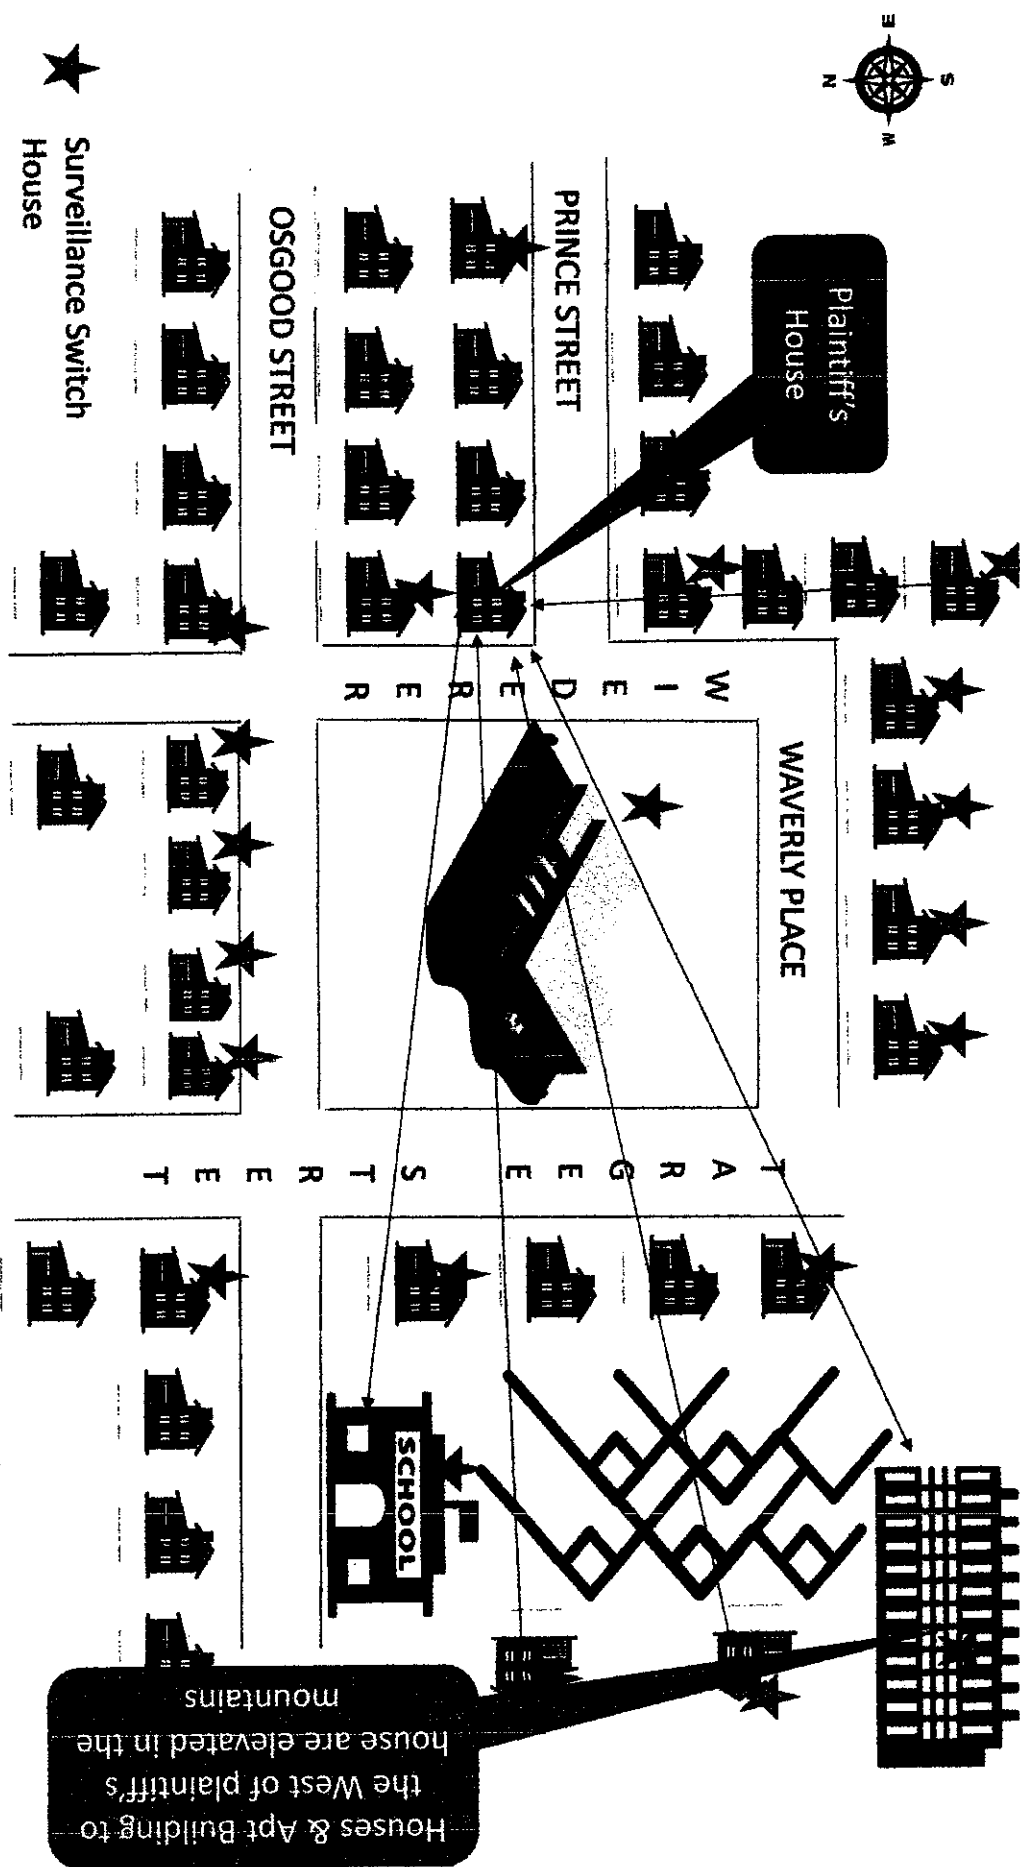 E
S
N
W
Plaintiff's
House
PRINCE STREET
OSGOOD STREET
Surveillance Switch
House
WAVERLY PLACE
W I E D E R E R
T A R G E E S T R E E T
SCHOOL
Houses & Apt Building to
the West of plaintiff's
house are elevated in the
mountains